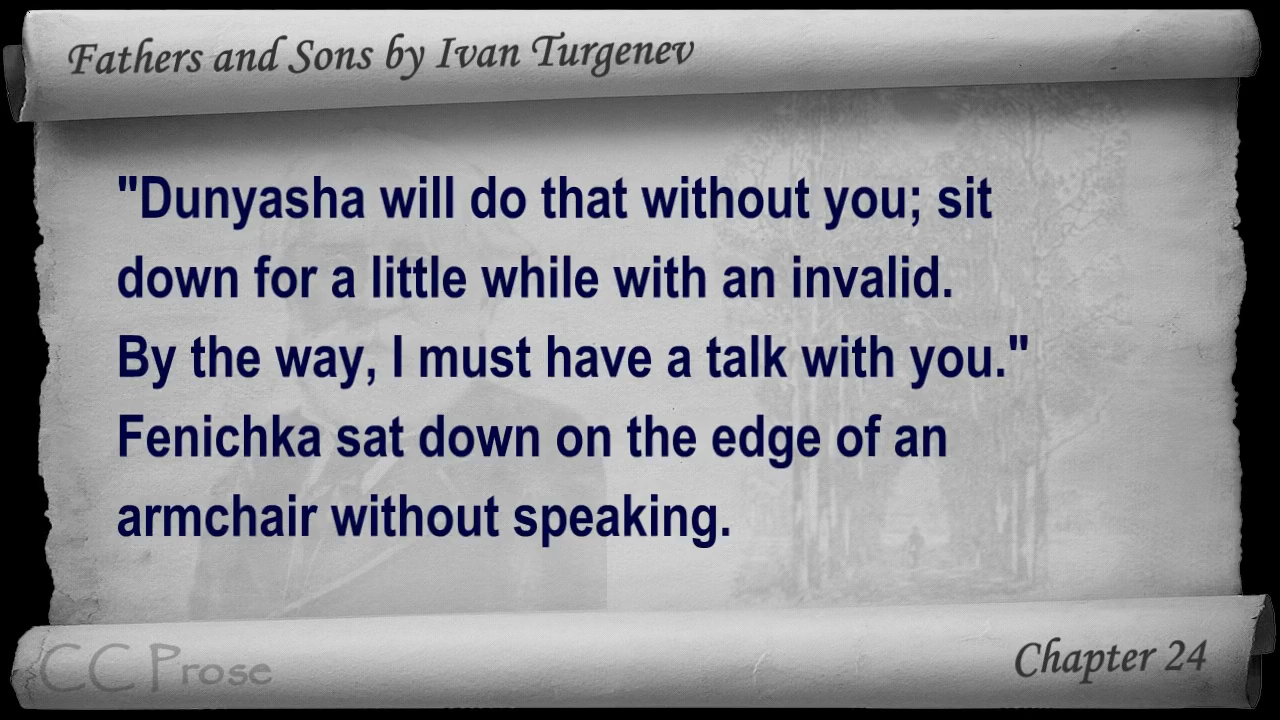 Fathers and Sons by Ivan Turgenev
"Dunyasha will do that without you; sit
down for a little while with an invalid.
By the way, I must have a talk with you."
Fenichka sat down on the edge of an
armchair without speaking.
CC Prose
Chapter 24